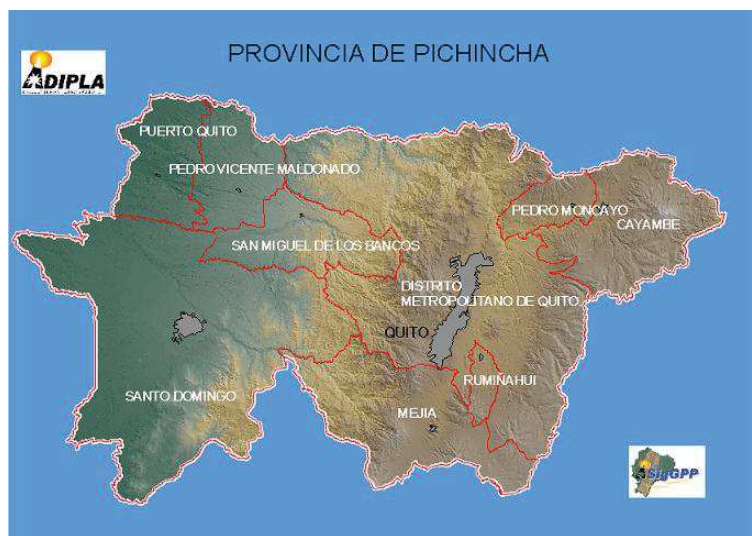 PROVINCIA DE PICHINCHA
ADIPLA
PUERTO QUITO
PEDRO VICENTE MALDONADO
PEDRO MONCAYO
CAYAMBE
SAN MIGUEL DE LOS BANCOS
DISTRITO
METROPOLITANO DE QUITO
QUITO
RUMIÑAHUI
SANTO DOMINGO
MEJIA
SigGPP